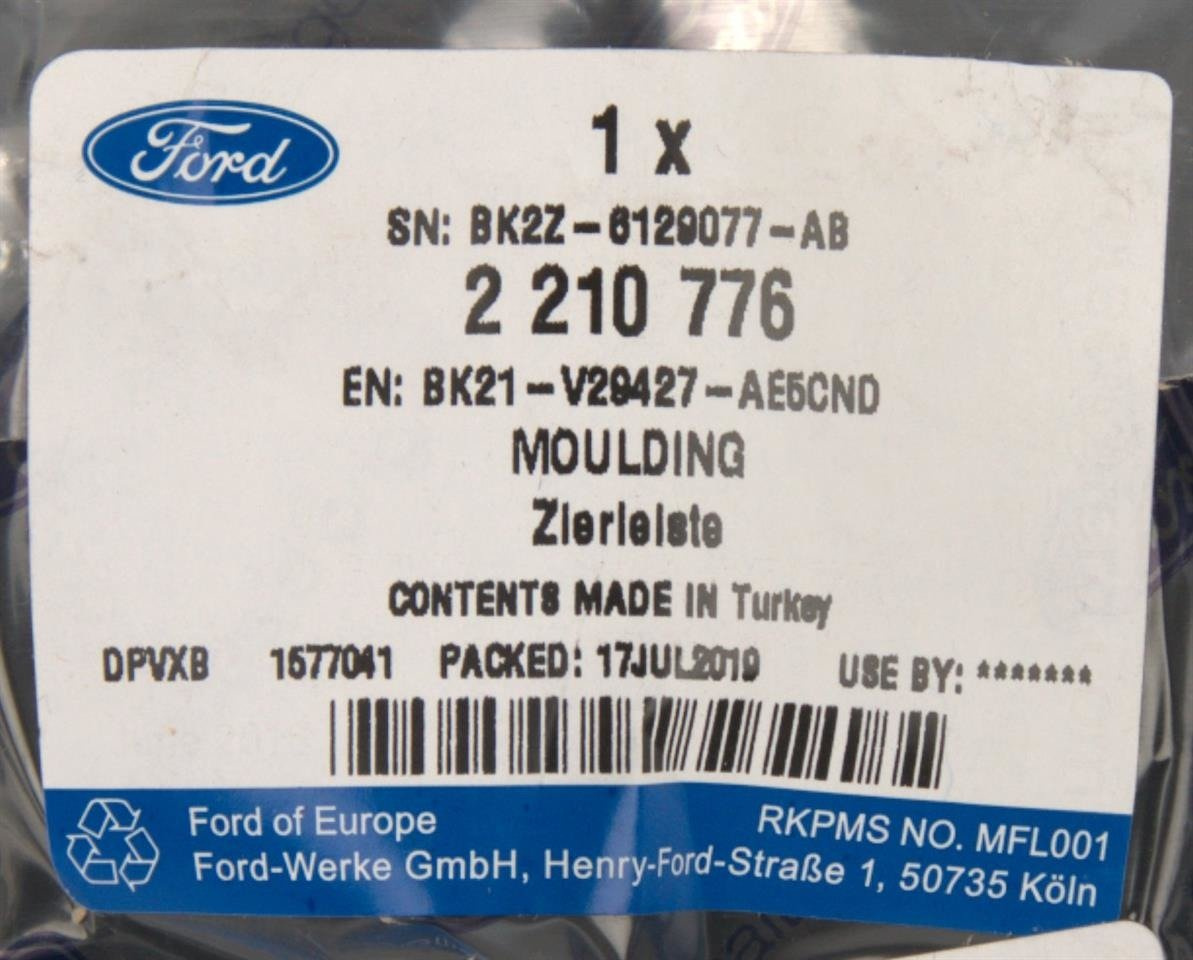 Ford
1 x
SN: BK2Z-6129077-AB
2 210 776
EN: BK21-V29427-AE5CND
MOULDING
Zierleiste
CONTENTS MADE IN Turkey
DPVXB 1577041 PACKED: 17JUL2019 USE BY: *******
Ford of Europe RKPMS NO. MFL001
Ford-Werke GmbH, Henry-Ford-Straße 1, 50735 Köln